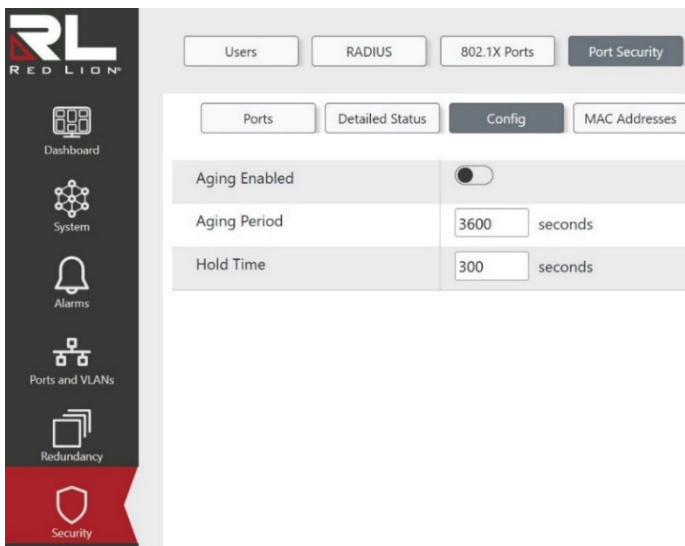 RL
RED LION®
Users
RADIUS
802.1X Ports
Port Security
Ports
Detailed Status
Config
MAC Addresses
Dashboard
System
Alarms
Ports and VLANs
Redundancy
Security
Aging Enabled
Aging Period
3600 seconds
Hold Time
300 seconds